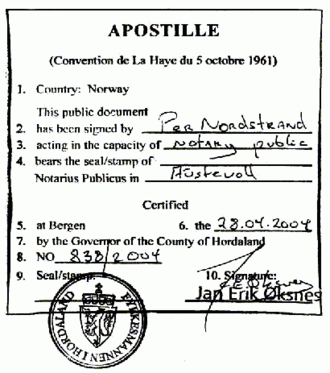 APOSTILLE
(Convention de La Haye du 5 octobre 1961)
1. Country: Norway
This public document
2. has been signed by Per Nordstrand
3. acting in the capacity of notary public
4. bears the seal/stamp of
Notarius Publicus in Austevoll
Certified
5. at Bergen 6. the 28.04.2004
7. by the Governor of the County of Hordaland
8. NO 238/2004
9. Seal/stamp: 10. Signature:
Jan Erik Øksnes
FYLKESMANNEN I HORDALAND